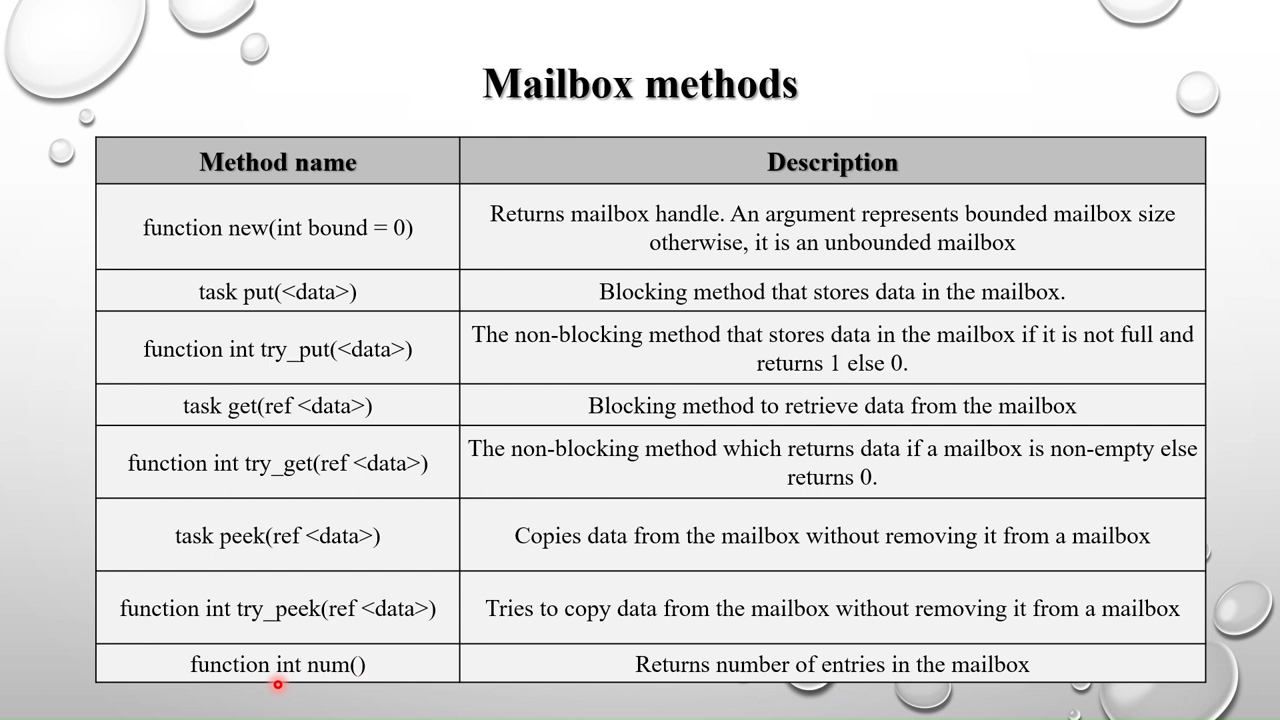 Mailbox methods
Method name
Description
function new(int bound = 0)
Returns mailbox handle. An argument represents bounded mailbox size
otherwise, it is an unbounded mailbox
task put(<data>)
Blocking method that stores data in the mailbox.
function int try_put(<data>)
The non-blocking method that stores data in the mailbox if it is not full and
returns 1 else 0.
task get(ref <data>)
Blocking method to retrieve data from the mailbox
function int try_get(ref <data>)
The non-blocking method which returns data if a mailbox is non-empty else
returns 0.
task peek(ref <data>)
Copies data from the mailbox without removing it from a mailbox
function int try_peek(ref <data>)
Tries to copy data from the mailbox without removing it from a mailbox
function int num()
Returns number of entries in the mailbox